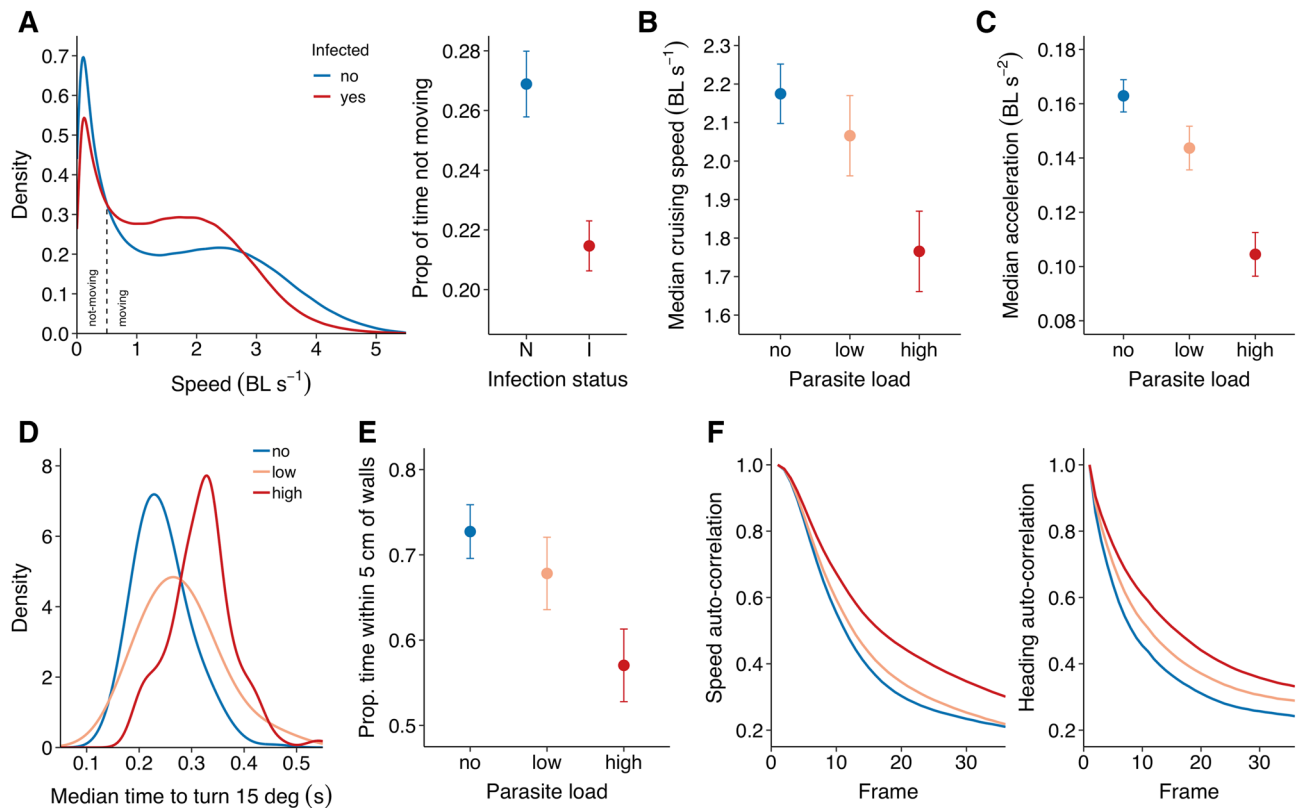 A
0.7
0.6
0.5
0.4
0.3
0.2
0.1
0.0
Density
Infected
no
yes
not-moving
moving
0 1 2 3 4 5
Speed (BL s⁻¹)
0.28
0.26
0.24
0.22
0.20
Prop of time not moving
N I
Infection status
B
2.3
2.2
2.1
2.0
1.9
1.8
1.7
1.6
Median cruising speed (BL s⁻¹)
no low high
Parasite load
C
0.18
0.16
0.14
0.12
0.10
0.08
Median acceleration (BL s⁻²)
no low high
Parasite load
D
8
6
4
2
0
Density
no
low
high
0.1 0.2 0.3 0.4 0.5
Median time to turn 15 deg (s)
E
0.8
0.7
0.6
0.5
Prop. time within 5 cm of walls
no low high
Parasite load
F
1.0
0.8
0.6
0.4
0.2
Speed auto-correlation
0 10 20 30
Frame
1.0
0.8
0.6
0.4
0.2
Heading auto-correlation
0 10 20 30
Frame